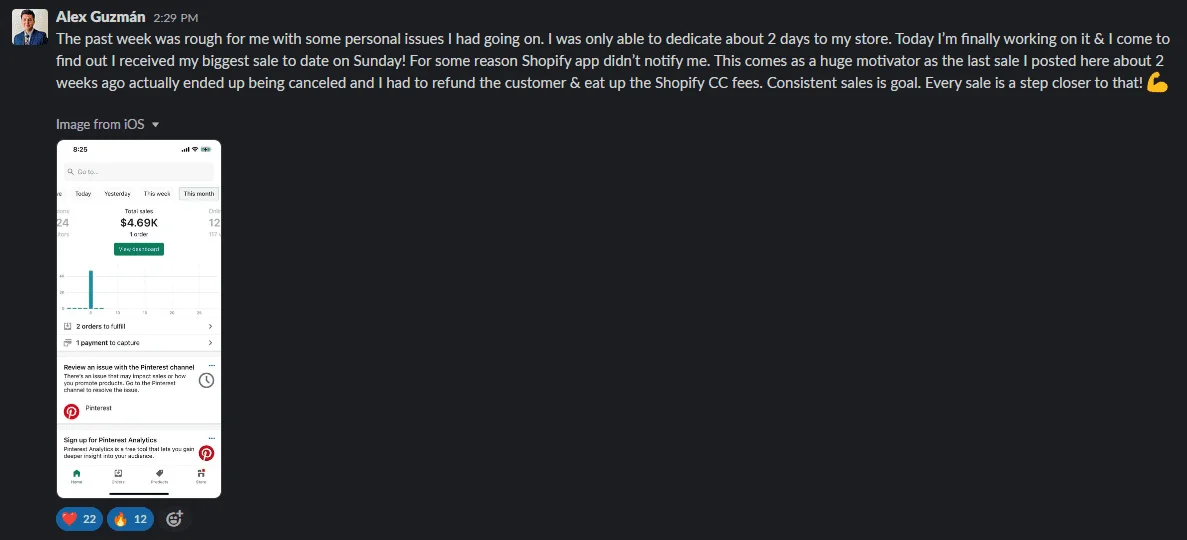 Alex Guzmán 2:29 PM
The past week was rough for me with some personal issues I had going on. I was only able to dedicate about 2 days to my store. Today I’m finally working on it & I come to
find out I received my biggest sale to date on Sunday! For some reason Shopify app didn’t notify me. This comes as a huge motivator as the last sale I posted here about 2
weeks ago actually ended up being canceled and I had to refund the customer & eat up the Shopify CC fees. Consistent sales is goal. Every sale is a step closer to that! 💪
Image from iOS
8:25
Go to...
ve Today Yesterday This week This month
Total sales
24 $4.69K 12
1 order
View dashboard
5 10 15 20 25
2 orders to fulfill
1 payment to capture
Review an issue with the Pinterest channel
There's an issue that may impact sales or how
you promote products. Go to the Pinterest
channel to resolve the issue.
Pinterest
Sign up for Pinterest Analytics
Pinterest Analytics is a free tool that lets you gain
deeper insight into your audience.
Home Orders Products Store
❤️ 22 🔥 12